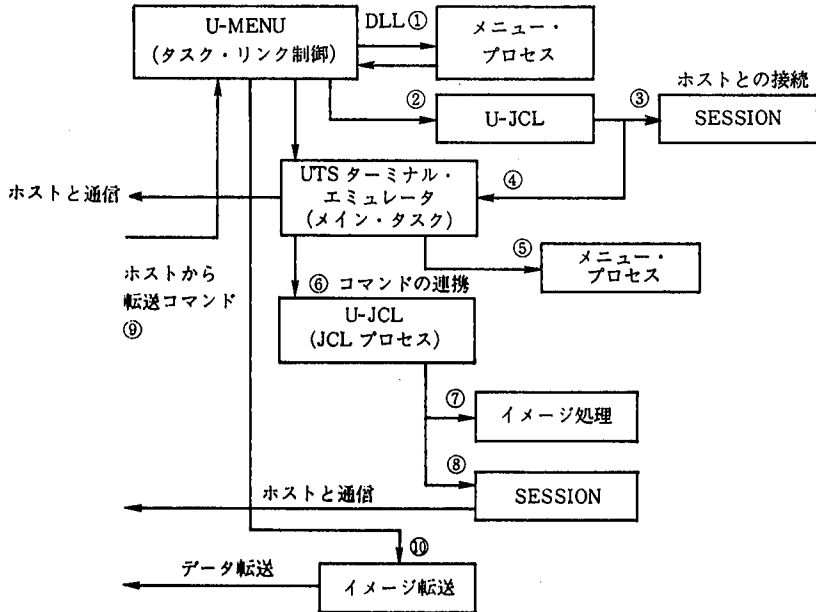 U-MENU
(タスク・リンク制御)
DLL①
メニュー・
プロセス
ホストとの接続
②
U-JCL
③
SESSION
④
UTS ターミナル・
エミュレータ
(メイン・タスク)
ホストと通信
⑤
メニュー・
プロセス
ホストから
転送コマンド
⑨
⑥ コマンドの連携
U-JCL
(JCL プロセス)
⑦
イメージ処理
⑧
SESSION
ホストと通信
⑩
データ転送
イメージ転送